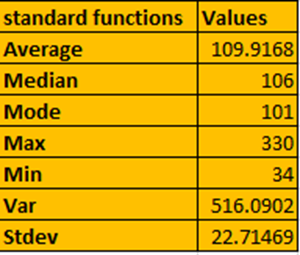 standard functions Values
Average 109.9168
Median 106
Mode 101
Max 330
Min 34
Var 516.0902
Stdev 22.71469